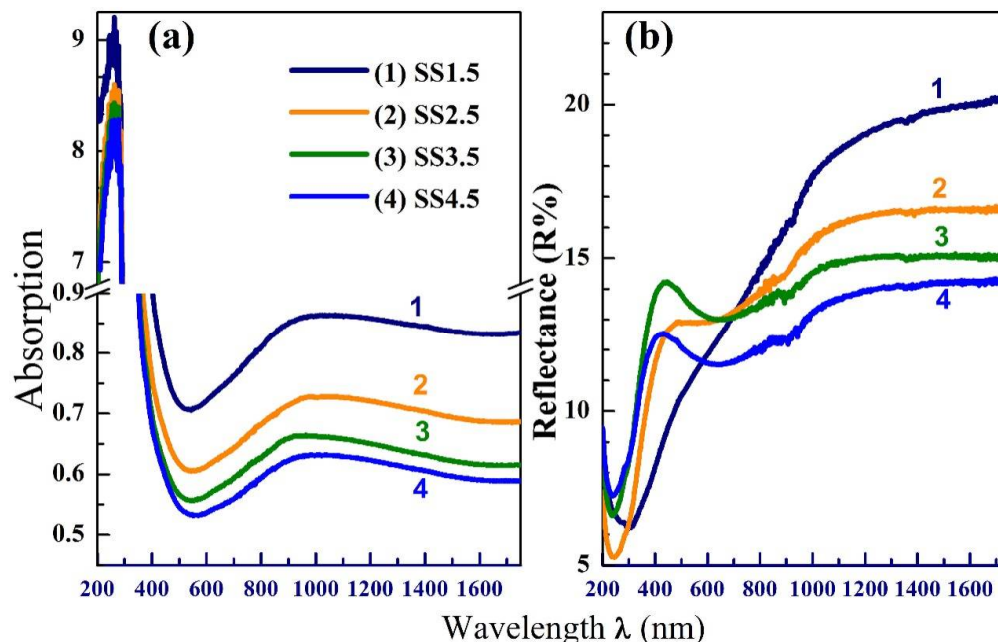 (a)
(1) SS1.5
(2) SS2.5
(3) SS3.5
(4) SS4.5
9
8
7
0.9
0.9
0.8
0.7
0.6
0.5
Absorption
1
2
3
4
200 400 600 800 1000 1200 1400 1600
(b)
20
15
10
5
Reflectance (R%)
1
2
3
4
200 400 600 800 1000 1200 1400 1600
Wavelength λ (nm)